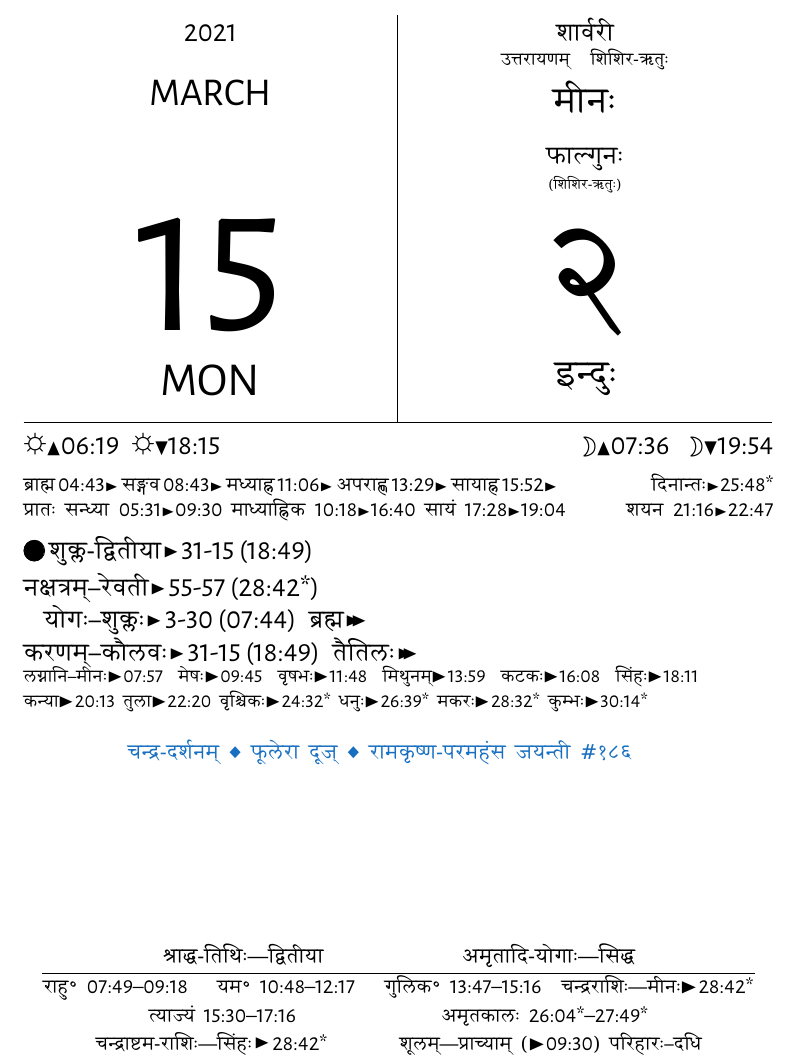 2021
MARCH
15
MON
शार्वरी
उत्तरायणम् शिशिर-ऋतुः
मीनः
फाल्गुनः
(शिशिर-ऋतुः)
२
इन्दुः
☼▲06:19 ☼▼18:15 ☽▲07:36 ☽▼19:54
ब्राह्म 04:43► सङ्गव 08:43► मध्याह्न 11:06► अपराह्ण 13:29► सायाह्न 15:52► दिनान्तः►25:48*
प्रातः सन्ध्या 05:31►09:30 माध्याह्निक 10:18►16:40 सायं 17:28►19:04 शयन 21:16►22:47
●शुक्ल-द्वितीया►31-15 (18:49)
नक्षत्रम्–रेवती►55-57 (28:42*)
योगः–शुक्लः►3-30 (07:44) ब्रह्म►►
करणम्–कौलवः►31-15 (18:49) तैतिलः►►
लग्नानि–मीनः►07:57 मेषः►09:45 वृषभः►11:48 मिथुनम्►13:59 कटकः►16:08 सिंहः►18:11
कन्या►20:13 तुला►22:20 वृश्चिकः►24:32* धनुः►26:39* मकरः►28:32* कुम्भः►30:14*
चन्द्र-दर्शनम् ◆ फूलेरा दूज् ◆ रामकृष्ण-परमहंस जयन्ती #१८६
श्राद्ध-तिथिः—द्वितीया अमृतादि-योगाः—सिद्ध
राहु° 07:49–09:18 यम° 10:48–12:17 गुलिक° 13:47–15:16 चन्द्रराशिः—मीनः►28:42*
त्याज्यं 15:30–17:16 अमृतकालः 26:04*–27:49*
चन्द्राष्टम-राशिः—सिंहः►28:42* शूलम्—प्राच्याम् (►09:30) परिहारः–दधि